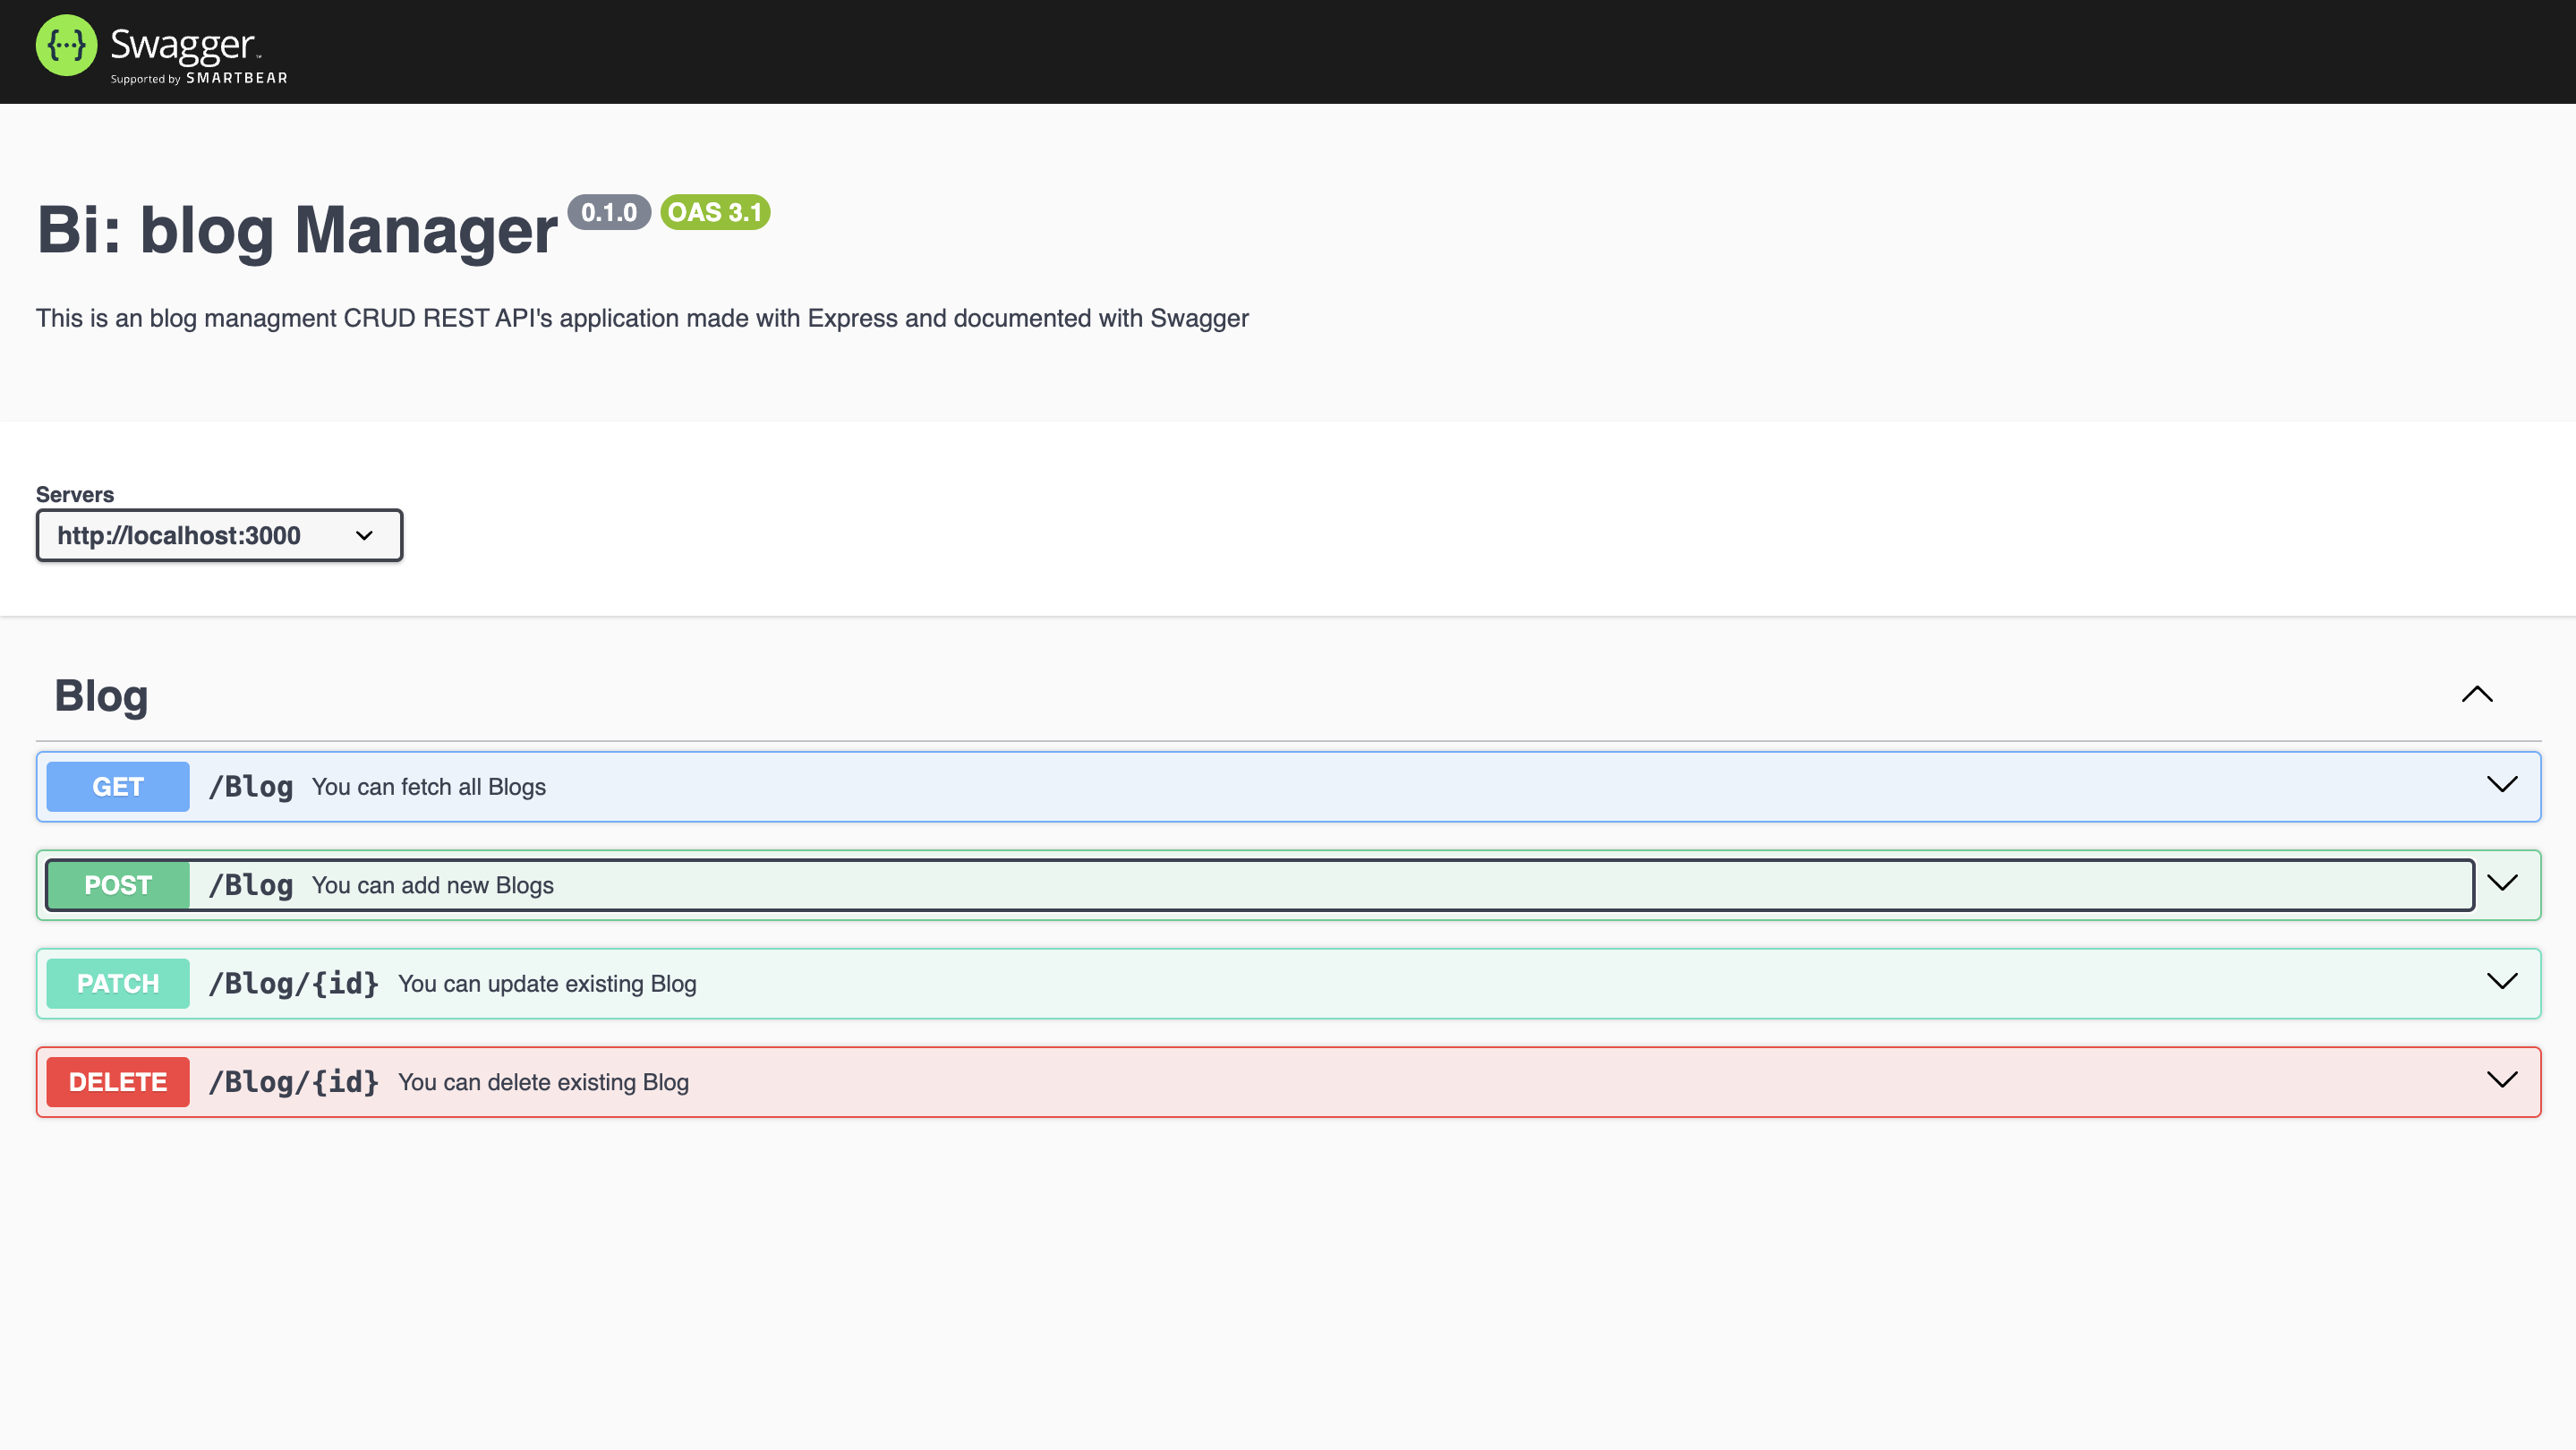 {···} Swagger™
Supported by SMARTBEAR
Bi: blog Manager 0.1.0 OAS 3.1
This is an blog managment CRUD REST API's application made with Express and documented with Swagger
Servers
http://localhost:3000
Blog
GET /Blog You can fetch all Blogs
POST /Blog You can add new Blogs
PATCH /Blog/{id} You can update existing Blog
DELETE /Blog/{id} You can delete existing Blog